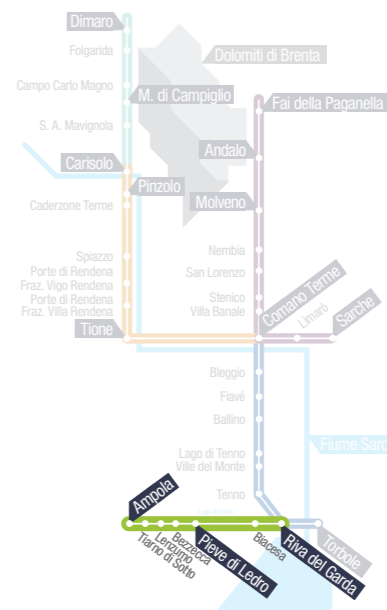 Dimaro
Folgarida
Dolomiti di Brenta
Campo Carlo Magno
M. di Campiglio
Fai della Paganella
S. A. Mavignola
Andalo
Carisolo
Pinzolo
Molveno
Caderzone Terme
Nembia
Spiazzo
San Lorenzo
Porte di Rendena
Fraz. Vigo Rendena
Stenico
Villa Banale
Porte di Rendena
Fraz. Villa Rendena
Comano Terme
Limarò
Sarche
Tione
Bleggio
Fiavé
Ballino
Fiume Sarc
Lago di Tenno
Ville del Monte
Tenno
Ampola
Tiarno di Sotto
Lenzumo
Bezzecca
Pieve di Ledro
Biacesa
Riva del Garda
Torbole